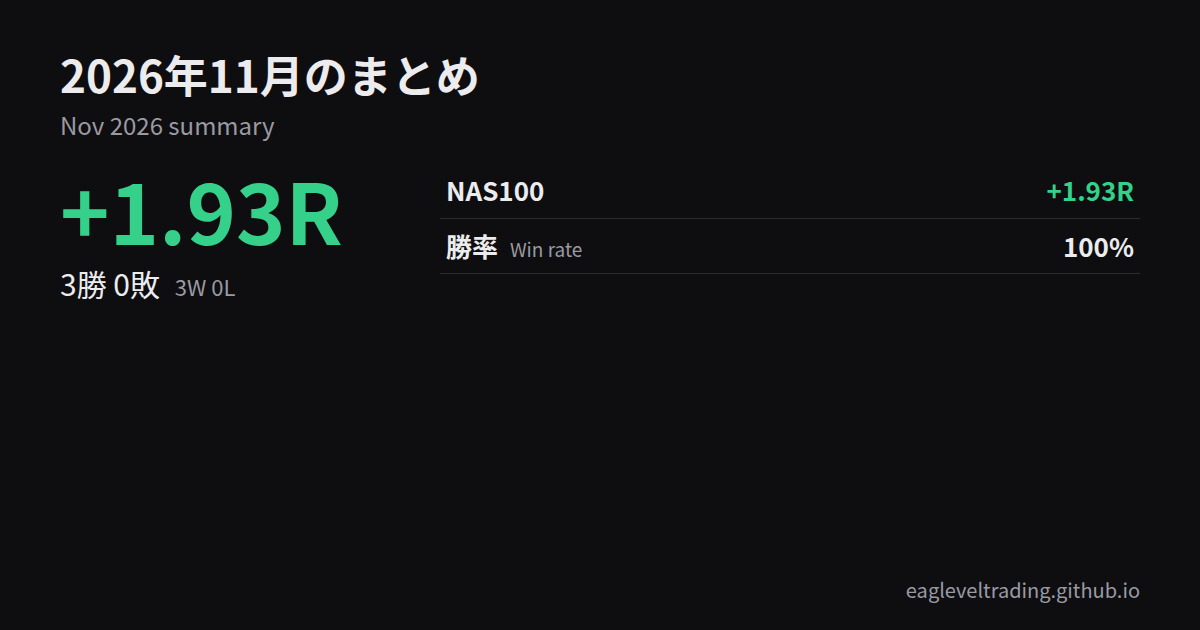 2026年11月のまとめ
Nov 2026 summary
+1.93R
3勝 0敗 3W 0L
NAS100 +1.93R
勝率 Win rate 100%
eagleveltrading.github.io